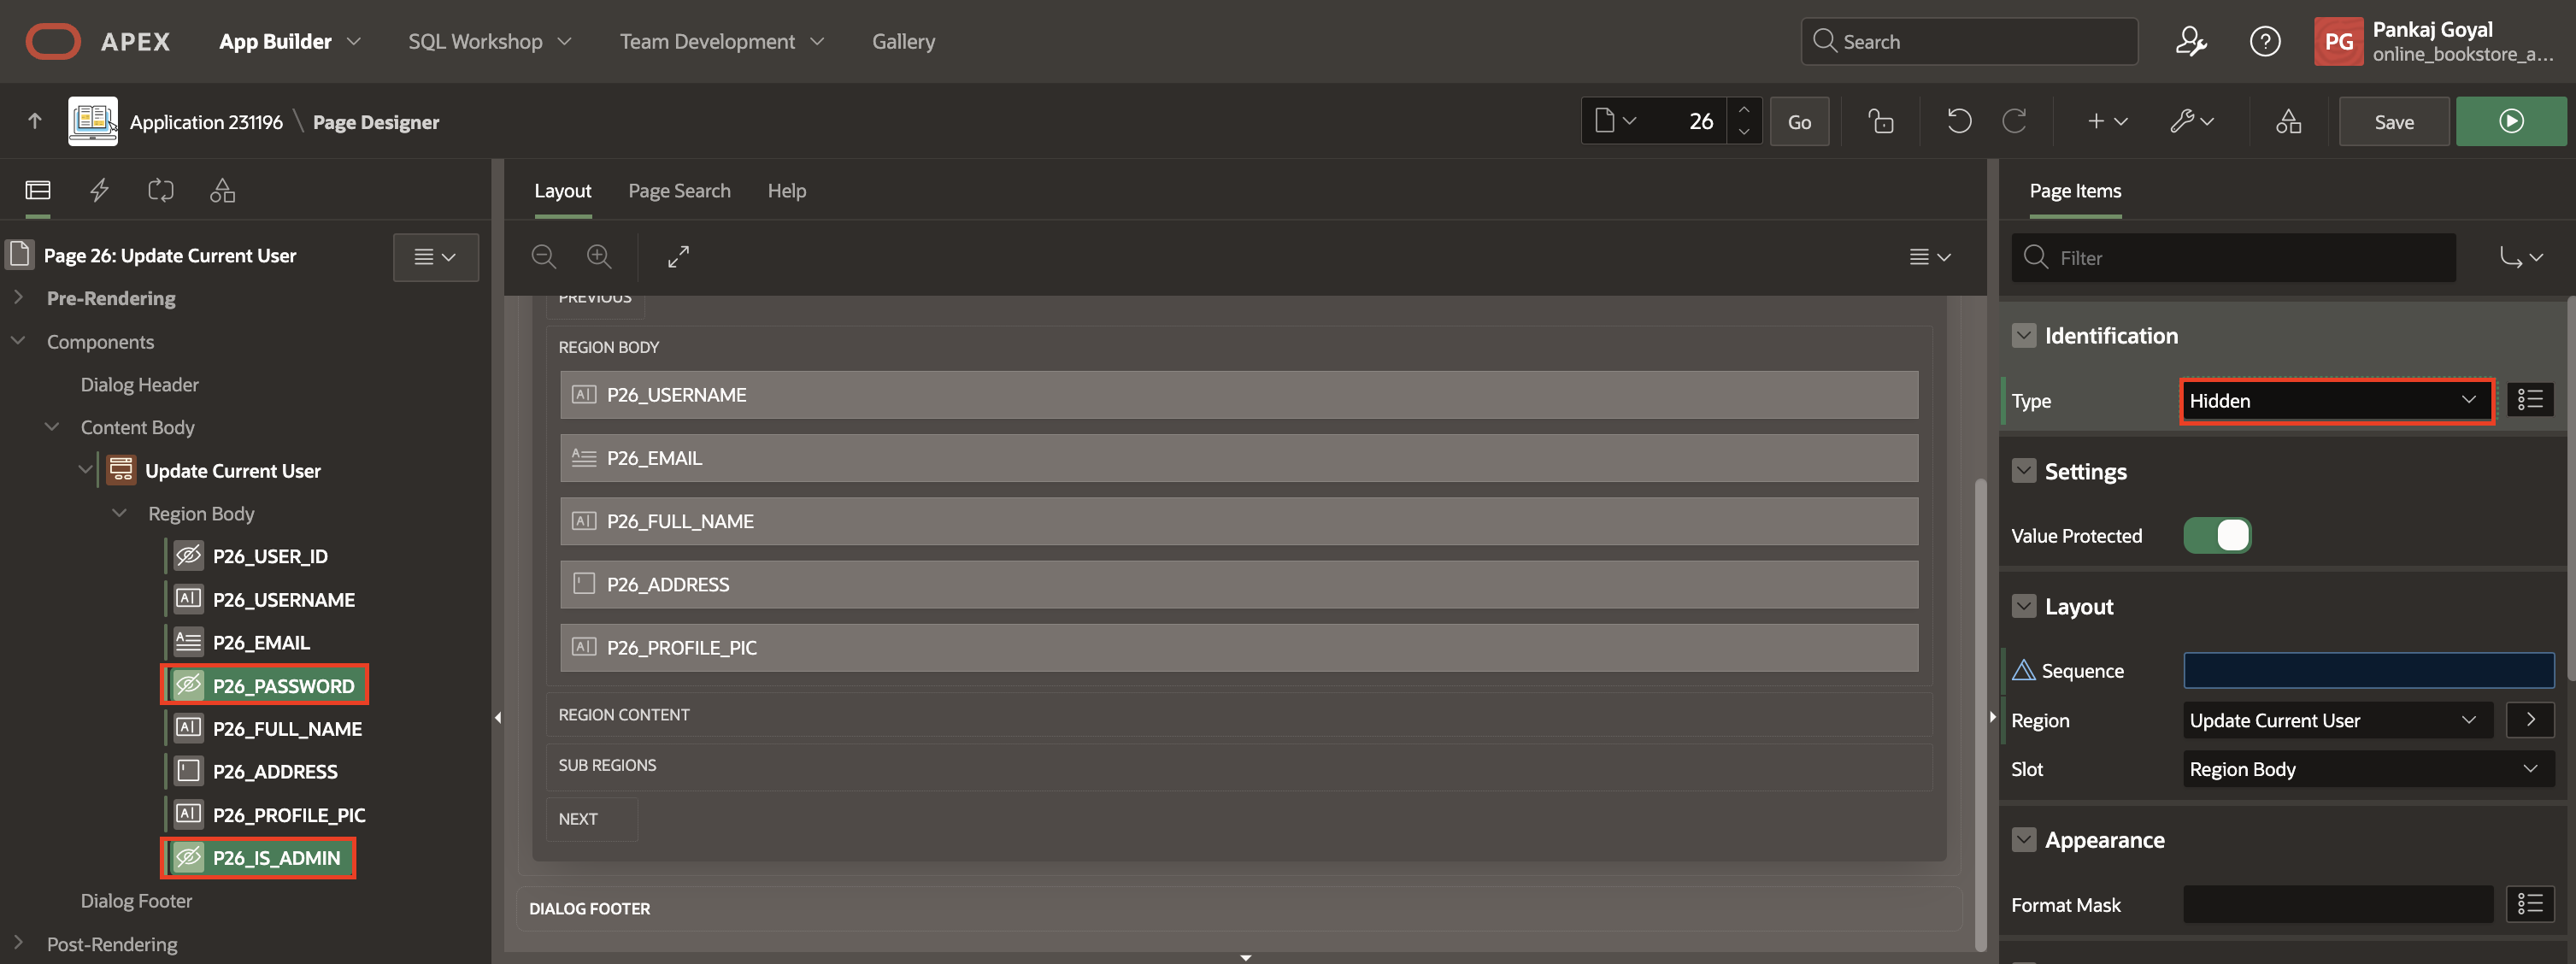 APEX App Builder SQL Workshop Team Development Gallery Search PG Pankaj Goyal
online_bookstore_a...
Application 231196 \ Page Designer 26 Go Save
Layout Page Search Help
Page Items
Page 26: Update Current User
Filter
Pre-Rendering
Components
Dialog Header
Content Body
Update Current User
Region Body
P26_USER_ID
P26_USERNAME
P26_EMAIL
P26_PASSWORD
P26_FULL_NAME
P26_ADDRESS
P26_PROFILE_PIC
P26_IS_ADMIN
Dialog Footer
Post-Rendering
PREVIOUS
REGION BODY
P26_USERNAME
P26_EMAIL
P26_FULL_NAME
P26_ADDRESS
P26_PROFILE_PIC
REGION CONTENT
SUB REGIONS
NEXT
DIALOG FOOTER
Identification
Type Hidden
Settings
Value Protected
Layout
Sequence
Region Update Current User
Slot Region Body
Appearance
Format Mask